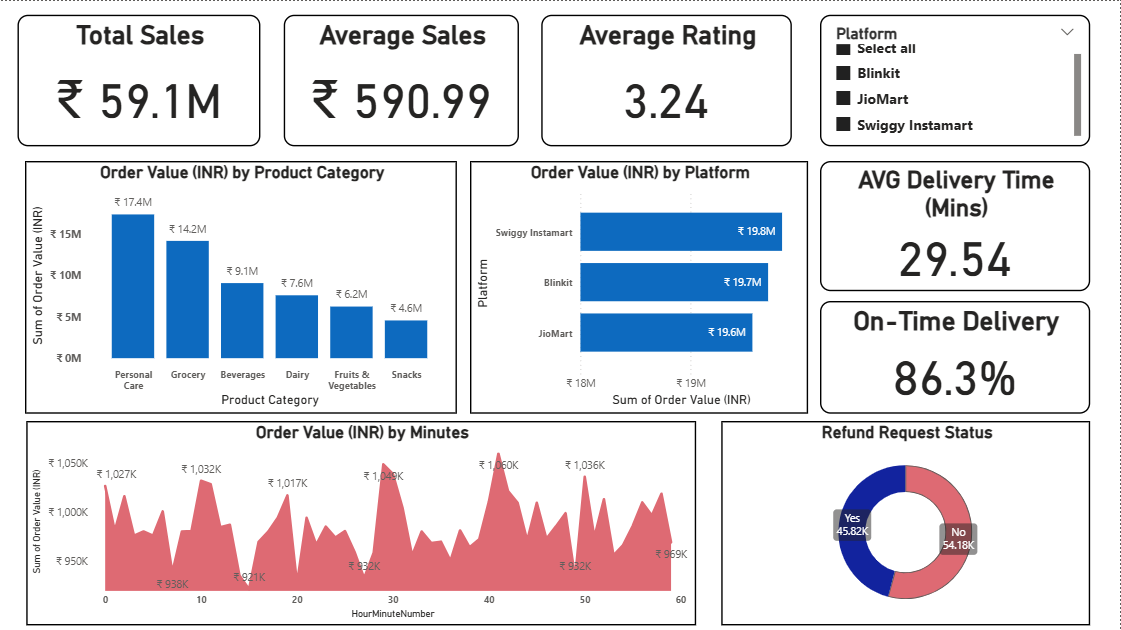 Total Sales
₹ 59.1M
Average Sales
₹ 590.99
Average Rating
3.24
Platform
Select all
Blinkit
JioMart
Swiggy Instamart
Order Value (INR) by Product Category
Sum of Order Value (INR)
₹ 15M
₹ 10M
₹ 5M
₹ 0M
₹ 17.4M
₹ 14.2M
₹ 9.1M
₹ 7.6M
₹ 6.2M
₹ 4.6M
Personal
Care
Grocery
Beverages
Dairy
Fruits &
Vegetables
Snacks
Product Category
Order Value (INR) by Platform
Platform
Swiggy Instamart
₹ 19.8M
Blinkit
₹ 19.7M
JioMart
₹ 19.6M
₹ 18M
₹ 19M
Sum of Order Value (INR)
AVG Delivery Time
(Mins)
29.54
On-Time Delivery
86.3%
Order Value (INR) by Minutes
Sum of Order Value (INR)
₹ 1,050K
₹ 1,000K
₹ 950K
₹ 1,027K
₹ 938K
₹ 1,032K
₹ 921K
₹ 1,017K
₹ 932K
₹ 1,049K
₹ 1,060K
₹ 932K
₹ 1,036K
₹ 969K
0
10
20
30
40
50
60
HourMinuteNumber
Refund Request Status
Yes
45.82K
No
54.18K